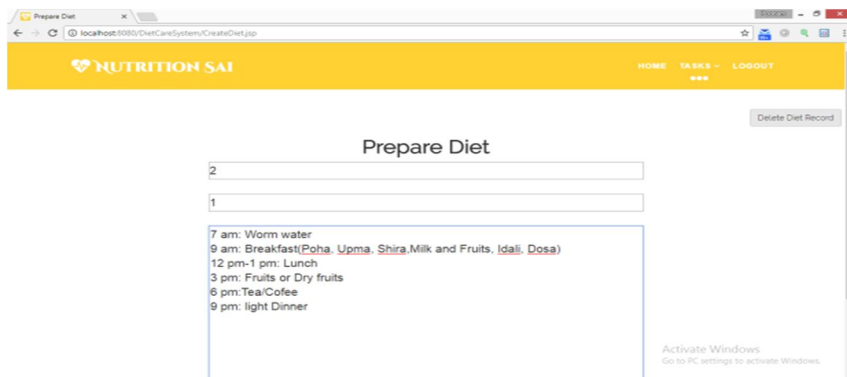 Prepare Diet
localhost:8080/DietCareSystem/CreateDiet.jsp
NUTRITION SAI
HOME TASKS LOGOUT
Delete Diet Record
Prepare Diet
2
1
7 am: Worm water
9 am: Breakfast(Poha, Upma, Shira,Milk and Fruits, Idali, Dosa)
12 pm-1 pm: Lunch
3 pm: Fruits or Dry fruits
6 pm:Tea/Cofee
9 pm: light Dinner
Activate Windows
Go to PC settings to activate Windows.